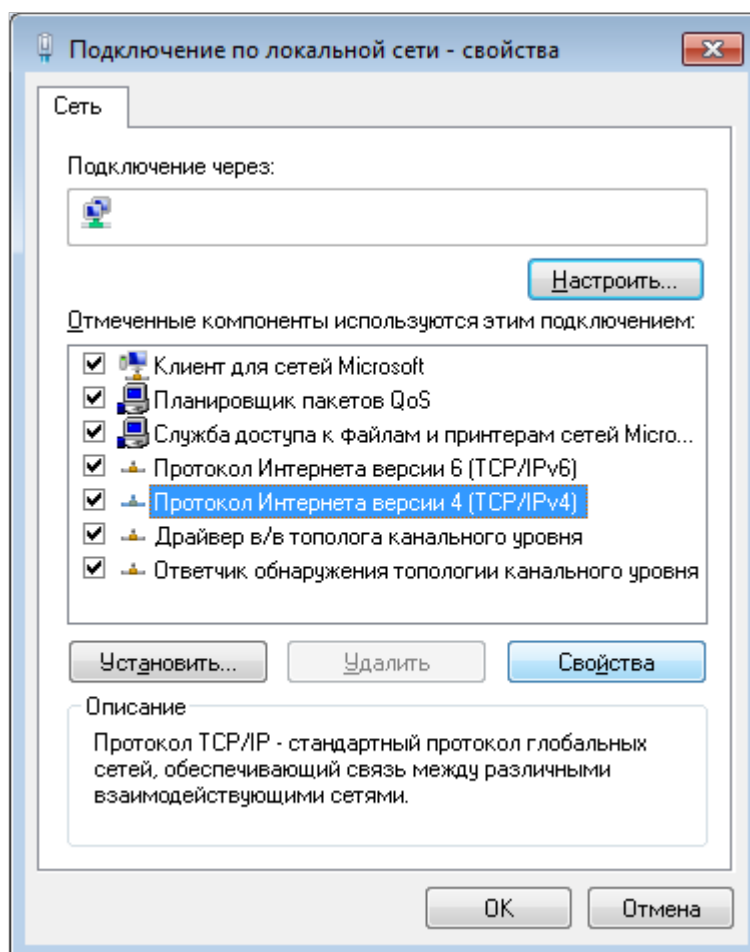 Подключение по локальной сети - свойства
Сеть
Подключение через:
Настроить...
Отмеченные компоненты используются этим подключением:
Клиент для сетей Microsoft
Планировщик пакетов QoS
Служба доступа к файлам и принтерам сетей Micro...
Протокол Интернета версии 6 (TCP/IPv6)
Протокол Интернета версии 4 (TCP/IPv4)
Драйвер в/в тополога канального уровня
Ответчик обнаружения топологии канального уровня
Установить...
Удалить
Свойства
Описание
Протокол TCP/IP - стандартный протокол глобальных
сетей, обеспечивающий связь между различными
взаимодействующими сетями.
OK
Отмена